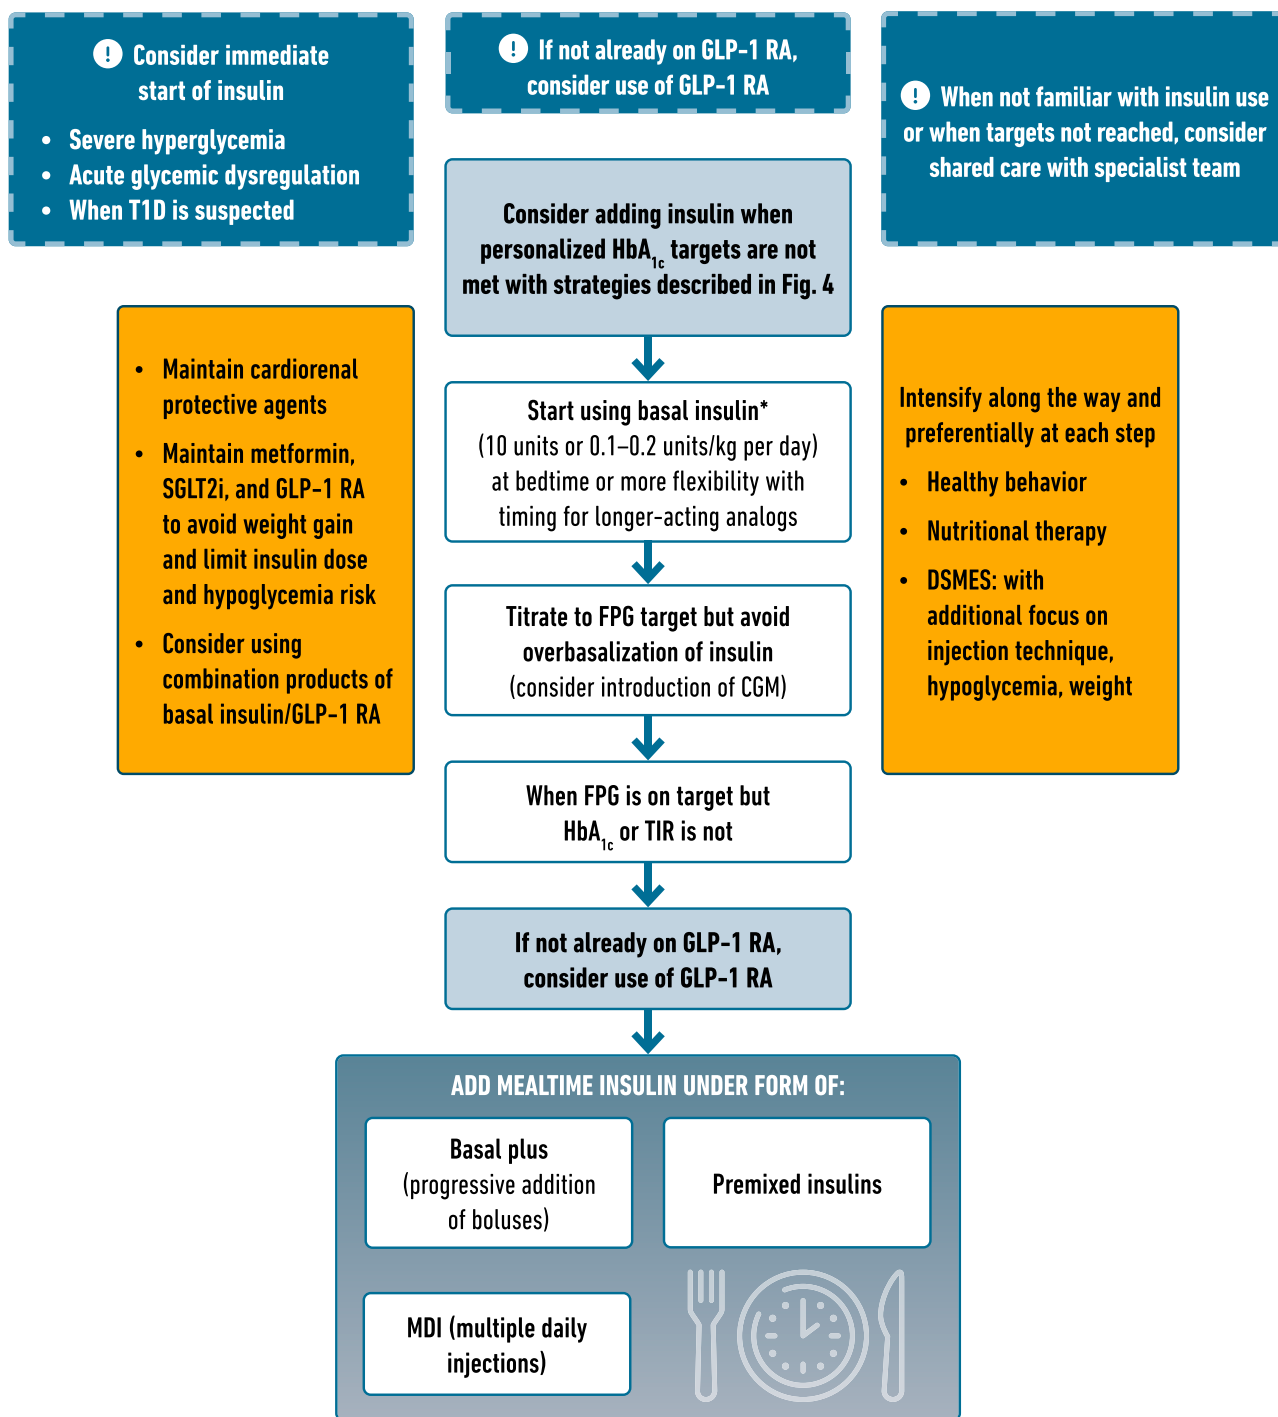 ! Consider immediate
start of insulin
• Severe hyperglycemia
• Acute glycemic dysregulation
• When T1D is suspected
! If not already on GLP-1 RA,
consider use of GLP-1 RA
! When not familiar with insulin use
or when targets not reached, consider
shared care with specialist team
Consider adding insulin when
personalized HbA1c targets are not
met with strategies described in Fig. 4
• Maintain cardiorenal
protective agents
• Maintain metformin,
SGLT2i, and GLP-1 RA
to avoid weight gain
and limit insulin dose
and hypoglycemia risk
• Consider using
combination products of
basal insulin/GLP-1 RA
Start using basal insulin*
(10 units or 0.1–0.2 units/kg per day)
at bedtime or more flexibility with
timing for longer-acting analogs
Titrate to FPG target but avoid
overbasalization of insulin
(consider introduction of CGM)
When FPG is on target but
HbA1c or TIR is not
If not already on GLP-1 RA,
consider use of GLP-1 RA
Intensify along the way and
preferentially at each step
• Healthy behavior
• Nutritional therapy
• DSMES: with
additional focus on
injection technique,
hypoglycemia, weight
ADD MEALTIME INSULIN UNDER FORM OF:
Basal plus
(progressive addition
of boluses)
Premixed insulins
MDI (multiple daily
injections)